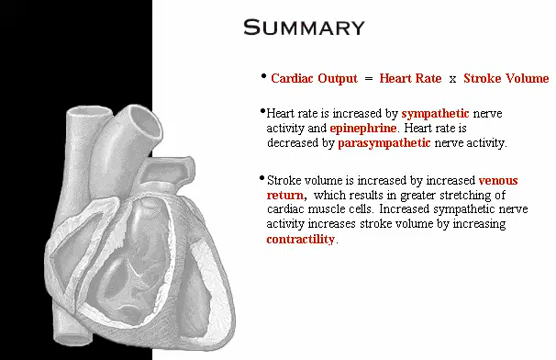 SUMMARY
• Cardiac Output = Heart Rate x Stroke Volume
•Heart rate is increased by sympathetic nerve
activity and epinephrine. Heart rate is
decreased by parasympathetic nerve activity.
•Stroke volume is increased by increased venous
return, which results in greater stretching of
cardiac muscle cells. Increased sympathetic nerve
activity increases stroke volume by increasing
contractility.